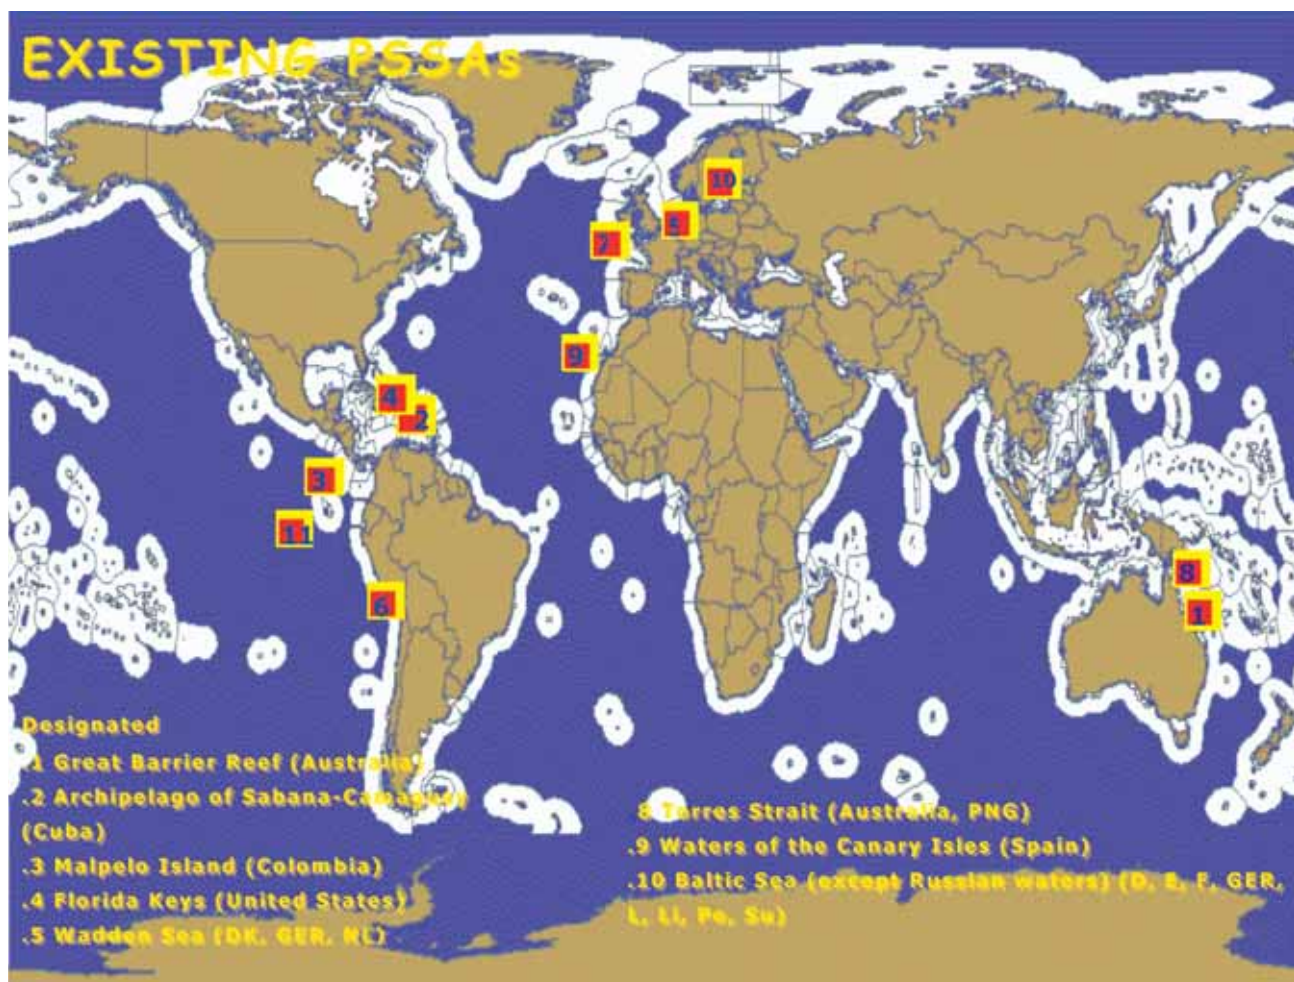 EXISTING PSSAs
10
5
7
9
4
2
3
11
8
6
1
Designated
.1 Great Barrier Reef (Australia)
.2 Archipelago of Sabana-Camaguey
(Cuba)
.3 Malpelo Island (Colombia)
.4 Florida Keys (United States)
.5 Wadden Sea (DK, GER, NL)
8 Torres Strait (Australia, PNG)
.9 Waters of the Canary Isles (Spain)
.10 Baltic Sea (except Russian waters) (D, E, F, GER,
L, Li, Po, Su)